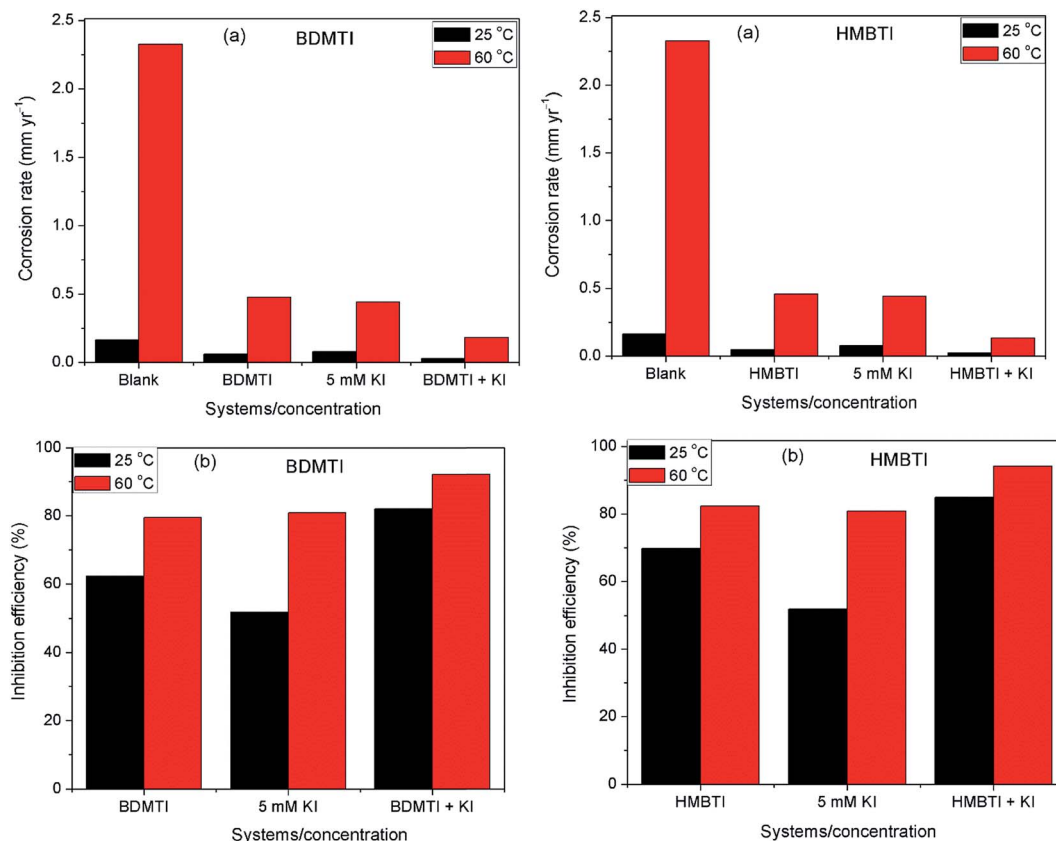 (a) BDMTI
25 °C
60 °C
2.5
2.0
1.5
1.0
0.5
0.0
Corrosion rate (mm yr⁻¹)
Blank BDMTI 5 mM KI BDMTI + KI
Systems/concentration
(a) HMBTI
25 °C
60 °C
2.5
2.0
1.5
1.0
0.5
0.0
Corrosion rate (mm yr⁻¹)
Blank HMBTI 5 mM KI HMBTI + KI
Systems/concentration
(b) BDMTI
25 °C
60 °C
100
80
60
40
20
0
Inhibition efficiency (%)
BDMTI 5 mM KI BDMTI + KI
Systems/concentration
(b) HMBTI
25 °C
60 °C
100
80
60
40
20
0
Inhibition efficiency (%)
HMBTI 5 mM KI HMBTI + KI
Systems/concentration